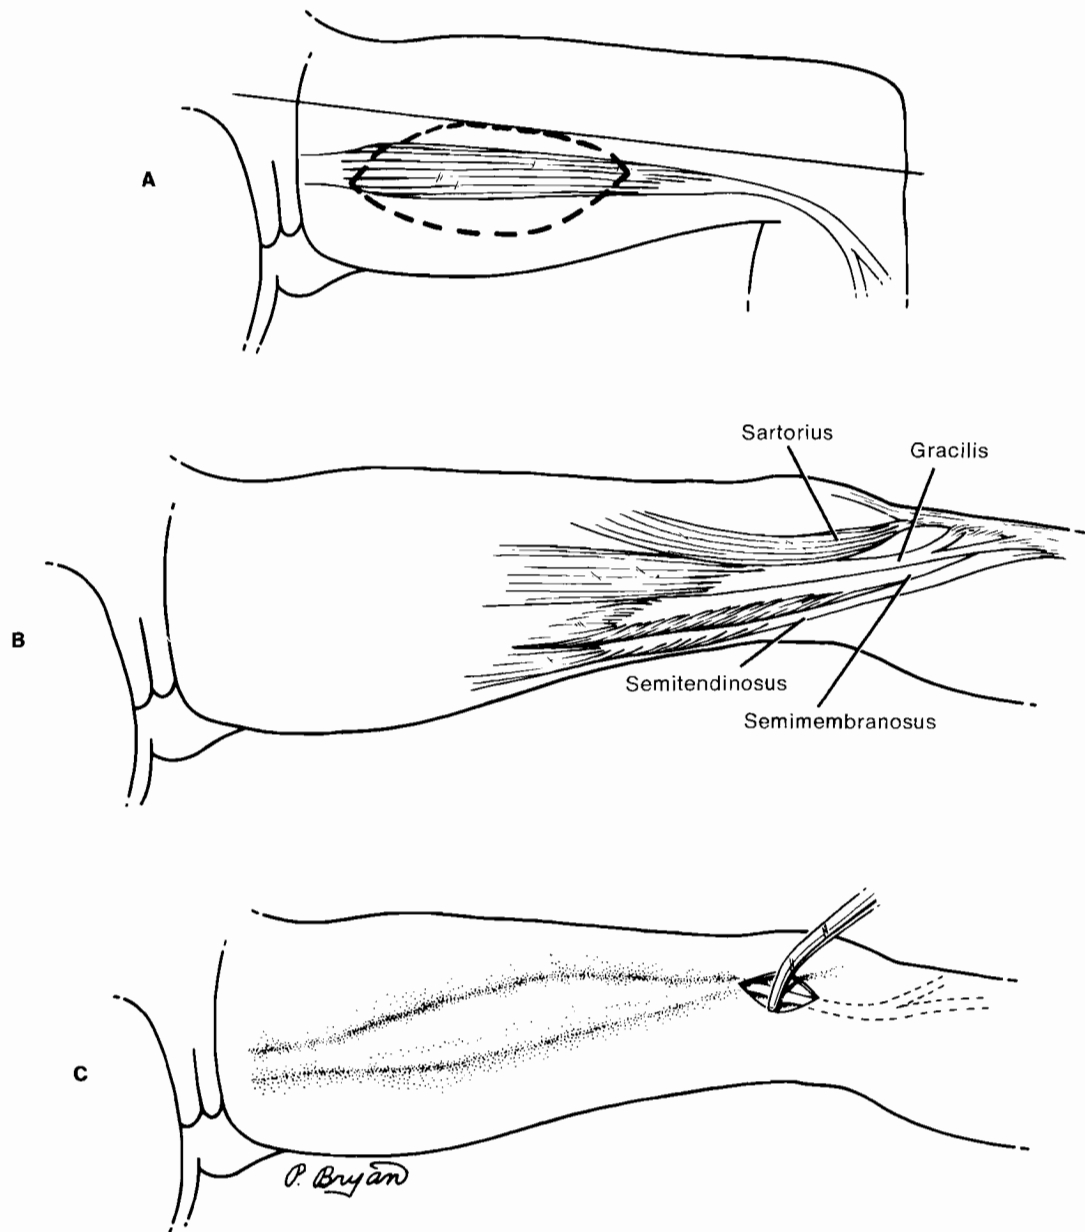 A
Sartorius
Gracilis
B
Semitendinosus
Semimembranosus
C
P. Bryan